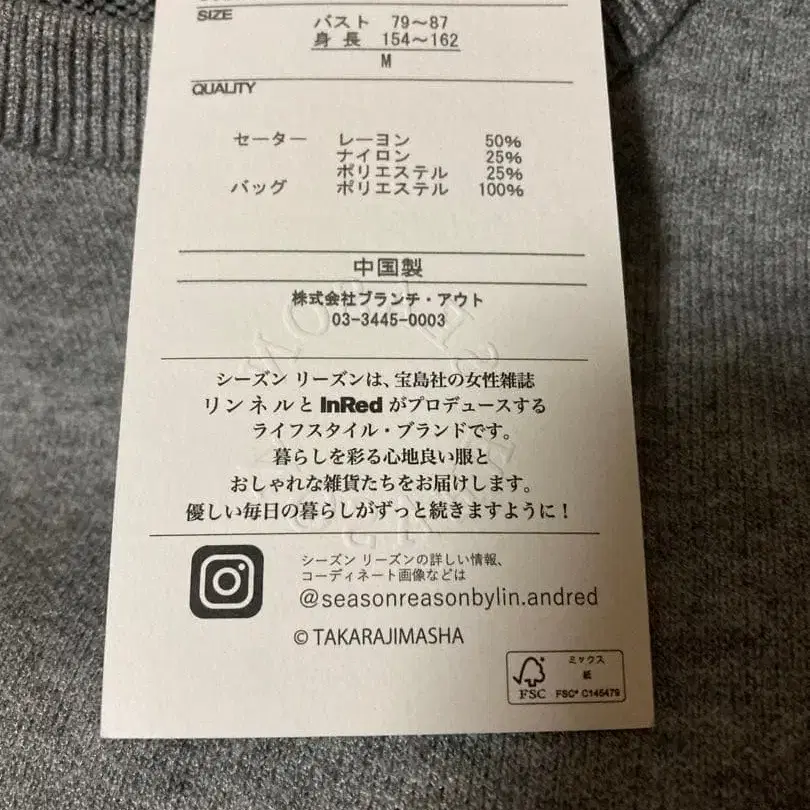 SIZE
バスト 79～87
身長 154～162
M
QUALITY
セーター レーヨン 50%
ナイロン 25%
ポリエステル 25%
バッグ ポリエステル 100%
中国製
株式会社ブランチ・アウト
03-3445-0003
シーズン リーズンは、宝島社の女性雑誌
リンネルと InRed がプロデュースする
ライフスタイル・ブランドです。
暮らしを彩る心地良い服と
おしゃれな雑貨たちをお届けします。
優しい毎日の暮らしがずっと続きますように！
シーズン リーズンの詳しい情報、
コーディネート画像などは
@seasonreasonbylin.andred
© TAKARAJIMASHA
ミックス
紙
FSC
FSC® C145479